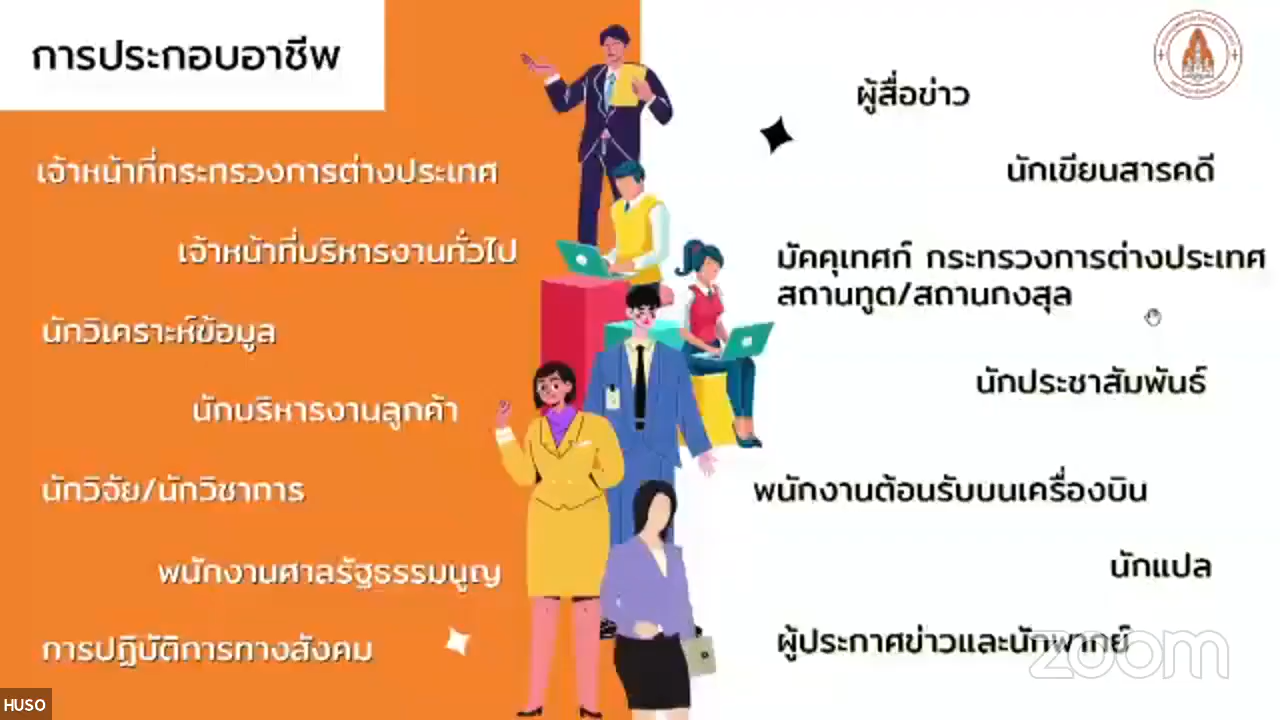 การประกอบอาชีพ
เจ้าหน้าที่กระทรวงการต่างประเทศ
เจ้าหน้าที่บริหารงานทั่วไป
นักวิเคราะห์ข้อมูล
นักบริหารงานลูกค้า
นักวิจัย/นักวิชาการ
พนักงานศาลรัฐธรรมนูญ
การปฏิบัติการทางสังคม
ผู้สื่อข่าว
นักเขียนสารคดี
มัคคุเทศก์ กระทรวงการต่างประเทศ
สถานทูต/สถานกงสุล
นักประชาสัมพันธ์
พนักงานต้อนรับบนเครื่องบิน
นักแปล
ผู้ประกาศข่าวและนักพากย์
zoom
HUSO